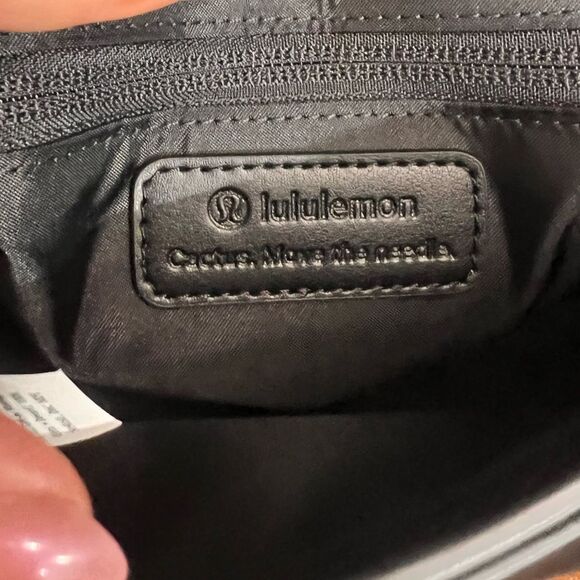 lululemon
Cactus. Move the needle.